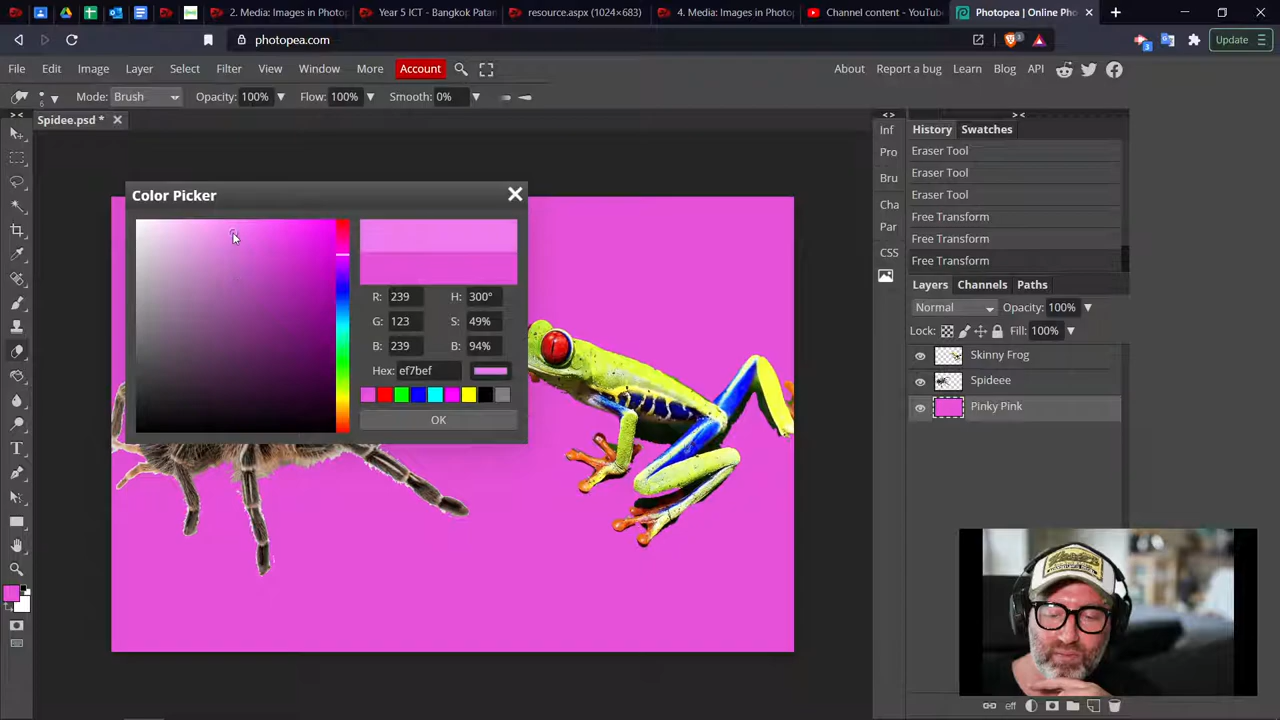 2. Media: Images in Photop
Year 5 ICT - Bangkok Patan
resource.aspx (1024×683)
4. Media: Images in Photop
Channel content - YouTub
Photopea | Online Pho
photopea.com
Update
File Edit Image Layer Select Filter View Window More Account
About Report a bug Learn Blog API
6 Mode: Brush Opacity: 100% Flow: 100% Smooth: 0%
Spidee.psd *
Color Picker
R: 239 H: 300°
G: 123 S: 49%
B: 239 B: 94%
Hex: ef7bef
OK
Inf
Pro
Bru
Cha
Par
CSS
History Swatches
Eraser Tool
Eraser Tool
Eraser Tool
Free Transform
Free Transform
Free Transform
Layers Channels Paths
Normal Opacity: 100%
Lock: Fill: 100%
Skinny Frog
Spideee
Pinky Pink
eff